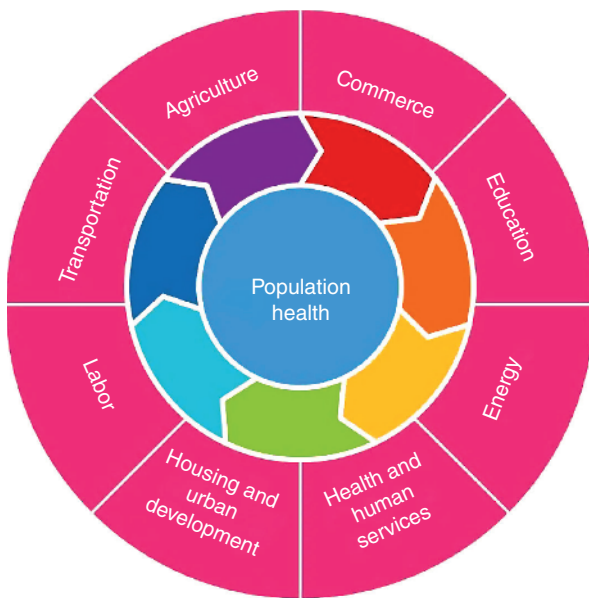 Agriculture
Commerce
Education
Energy
Health and
human
services
Housing and
urban
development
Labor
Transportation
Population
health